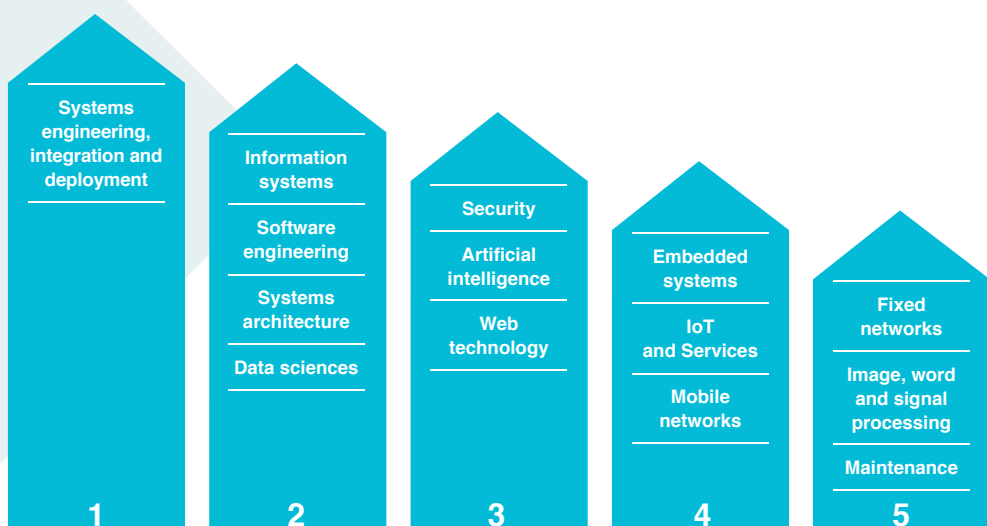 Systems
engineering,
integration and
deployment
1
Information
systems
Software
engineering
Systems
architecture
Data sciences
2
Security
Artificial
intelligence
Web
technology
3
Embedded
systems
IoT
and Services
Mobile
networks
4
Fixed
networks
Image, word
and signal
processing
Maintenance
5